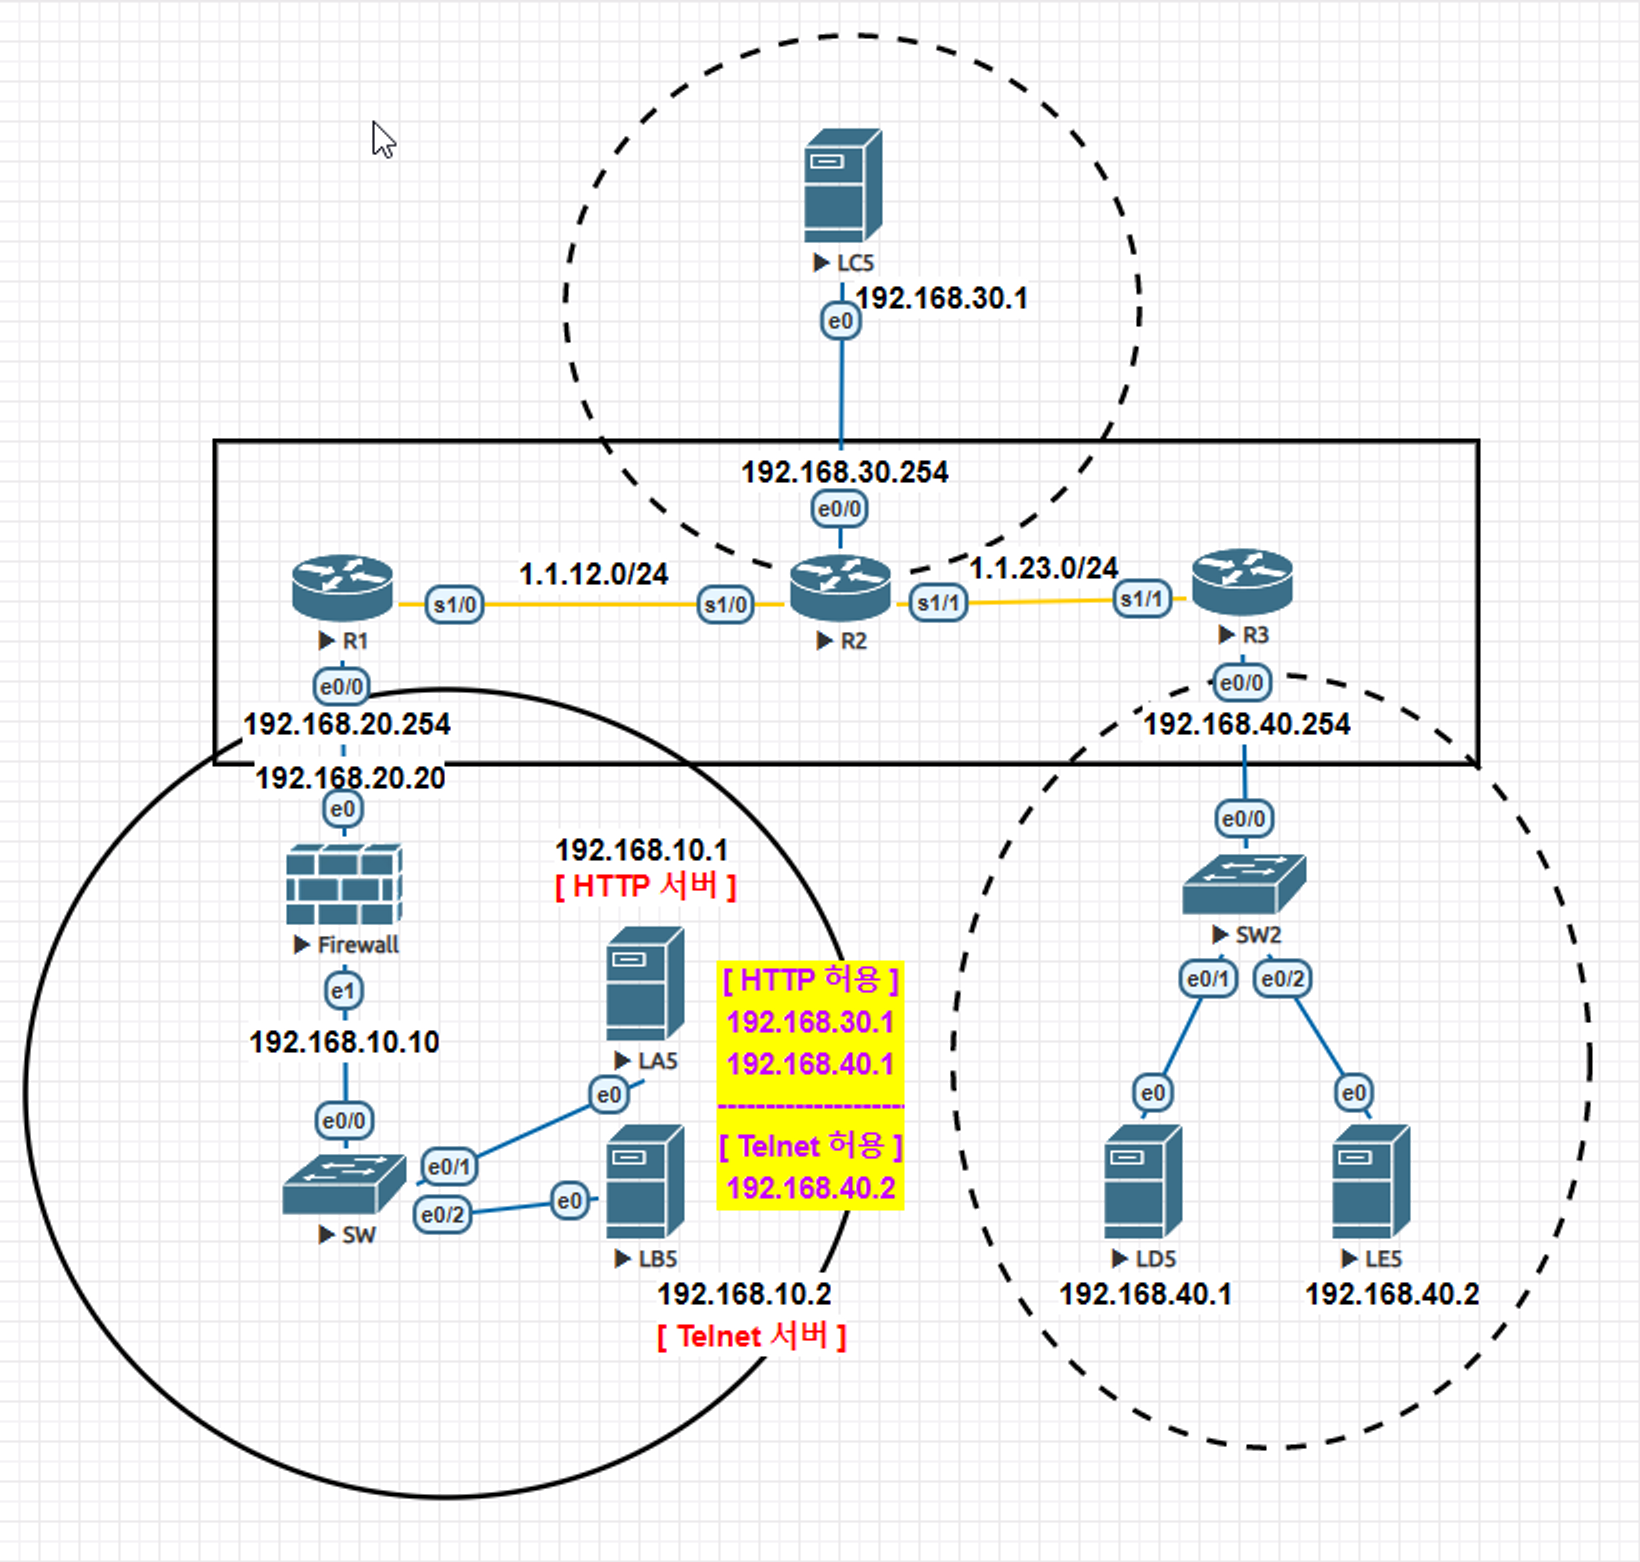 LC5
192.168.30.1
e0
192.168.30.254
e0/0
1.1.12.0/24
1.1.23.0/24
s1/0
s1/0
s1/1
s1/1
R1
R2
R3
e0/0
e0/0
192.168.20.254
192.168.40.254
192.168.20.20
e0
e0/0
192.168.10.1
[ HTTP 서버 ]
Firewall
SW2
e1
e0/1
e0/2
[ HTTP 허용 ]
192.168.30.1
192.168.40.1
--------------------
[ Telnet 허용 ]
192.168.40.2
192.168.10.10
LA5
e0
e0
e0
e0/0
e0/1
e0
e0/2
SW
LB5
LD5
LE5
192.168.10.2
192.168.40.1
192.168.40.2
[ Telnet 서버 ]